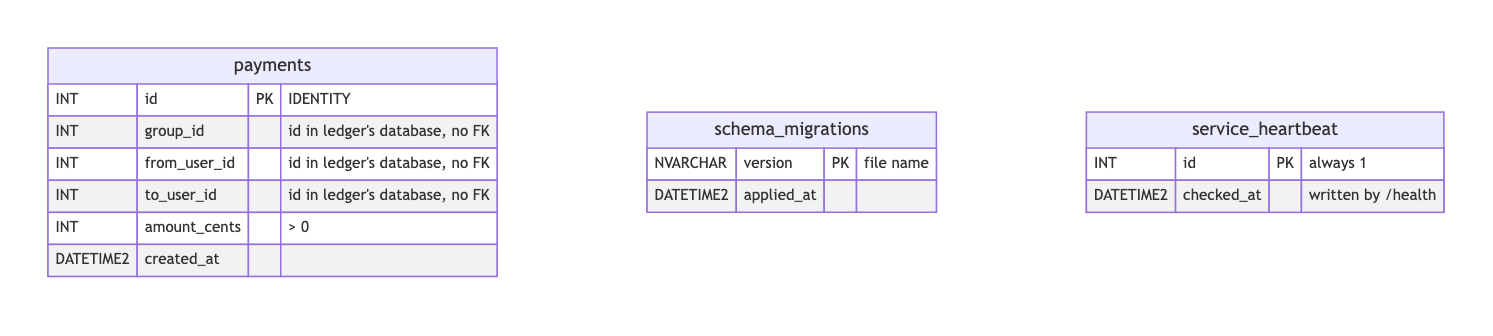 payments
INT id PK IDENTITY
INT group_id id in ledger's database, no FK
INT from_user_id id in ledger's database, no FK
INT to_user_id id in ledger's database, no FK
INT amount_cents > 0
DATETIME2 created_at
schema_migrations
NVARCHAR version PK file name
DATETIME2 applied_at
service_heartbeat
INT id PK always 1
DATETIME2 checked_at written by /health